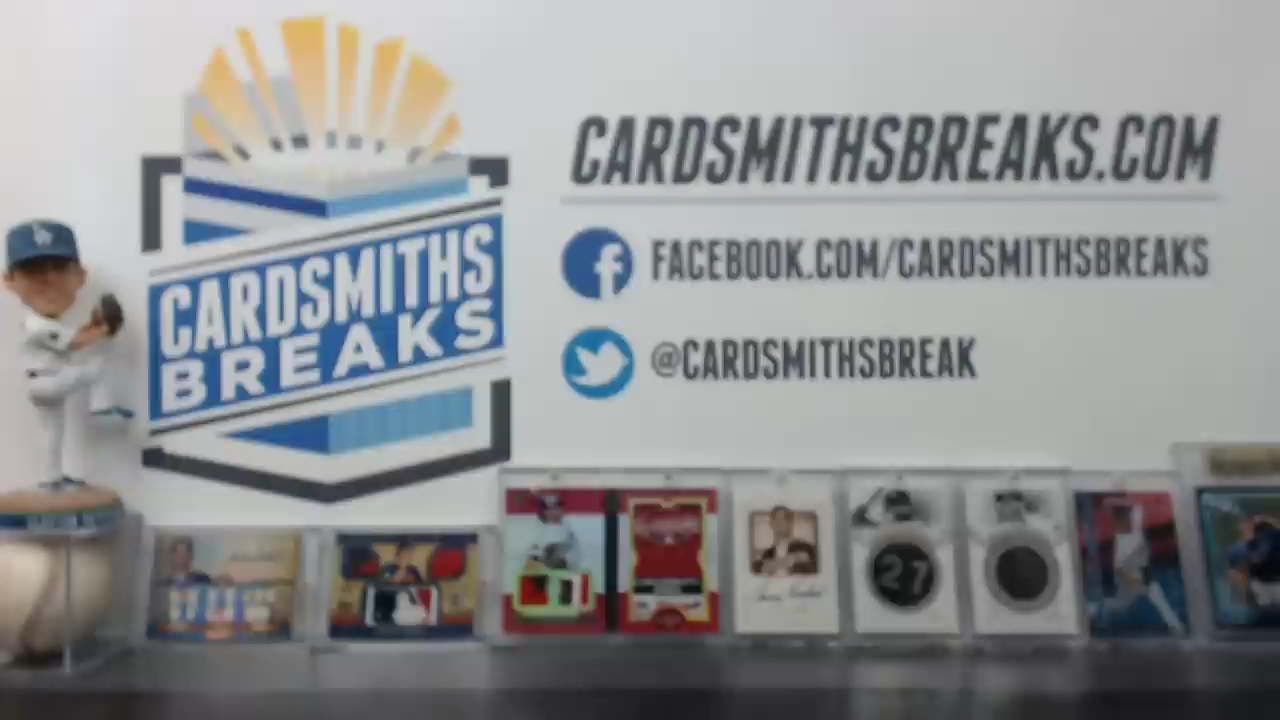 CARDSMITHS
BREAKS
CARDSMITHSBREAKS.COM
FACEBOOK.COM/CARDSMITHSBREAKS
@CARDSMITHSBREAK
27